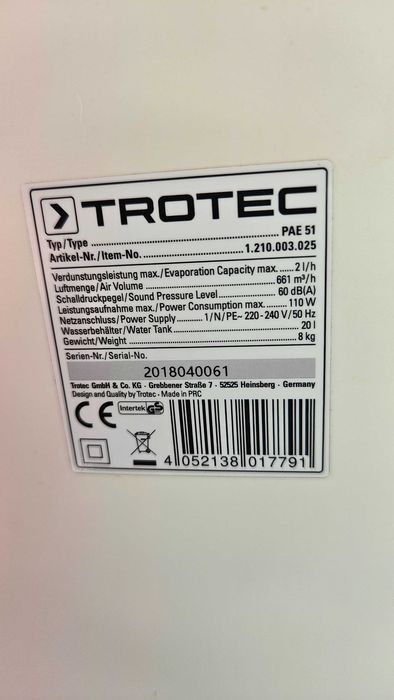 TROTEC
Typ/Type ........ PAE 51
Artikel-Nr./Item-No. ........ 1.210.003.025
Verdunstungsleistung max./Evaporation Capacity max. .... 2 l/h
Luftmenge/Air Volume ........ 661 m³/h
Schalldruckpegel/Sound Pressure Level ........ 60 dB(A)
Leistungsaufnahme max./Power Consumption max. ........ 110 W
Netzanschluss/Power Supply ........ 1/N/PE~ 220 - 240 V/50 Hz
Wasserbehälter/Water Tank ........ 20 l
Gewicht/Weight ........ 8 kg
Serien-Nr./Serial-No.
2018040061
Trotec GmbH & Co. KG · Grebbener Straße 7 · 52525 Heinsberg · Germany
Design and Quality by Trotec · Made in PRC
CE Intertek GS
4 052138 017791